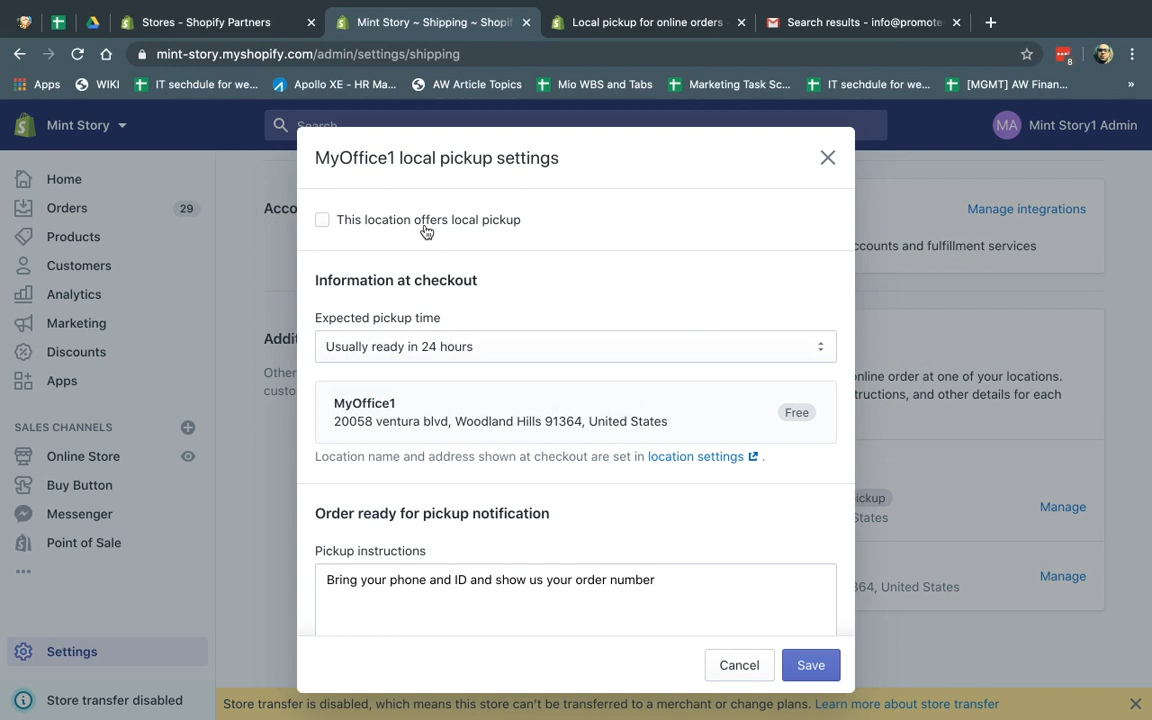 Stores - Shopify Partners
Mint Story ~ Shipping ~ Shopif
Local pickup for online orders
Search results - info@promote
mint-story.myshopify.com/admin/settings/shipping
8
Apps
WIKI
IT sechdule for we...
Apollo XE - HR Ma...
AW Article Topics
Mio WBS and Tabs
Marketing Task Sc...
IT sechdule for we...
[MGMT] AW Finan...
»
Mint Story
Search
MA
Mint Story1 Admin
MyOffice1 local pickup settings
Home
Orders
29
Products
Customers
Analytics
Marketing
Discounts
Apps
SALES CHANNELS
Online Store
Buy Button
Messenger
Point of Sale
Settings
Store transfer disabled
Acco
Manage integrations
ccounts and fulfillment services
Addit
Other
custo
nline order at one of your locations.
tructions, and other details for each
ickup
States
Manage
364, United States
Manage
This location offers local pickup
Information at checkout
Expected pickup time
Usually ready in 24 hours
MyOffice1
20058 ventura blvd, Woodland Hills 91364, United States
Free
Location name and address shown at checkout are set in location settings .
Order ready for pickup notification
Pickup instructions
Bring your phone and ID and show us your order number
Cancel
Save
Store transfer is disabled, which means this store can't be transferred to a merchant or change plans. Learn more about store transfer